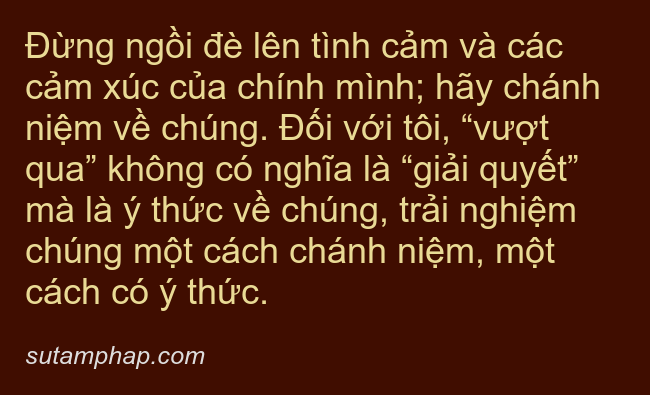 Đừng ngồi đè lên tình cảm và các
cảm xúc của chính mình; hãy chánh
niệm về chúng. Đối với tôi, “vượt
qua” không có nghĩa là “giải quyết”
mà là ý thức về chúng, trải nghiệm
chúng một cách chánh niệm, một
cách có ý thức.
sutamphap.com